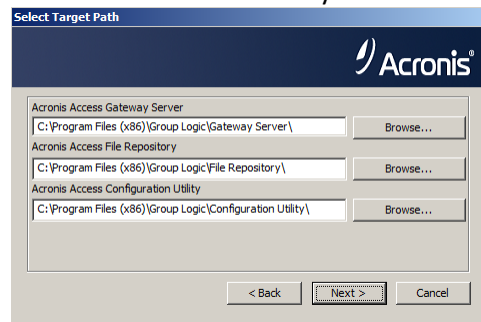 Select Target Path
Acronis®
Acronis Access Gateway Server
C:\Program Files (x86)\Group Logic\Gateway Server\ Browse...
Acronis Access File Repository
C:\Program Files (x86)\Group Logic\File Repository\ Browse...
Acronis Access Configuration Utility
C:\Program Files (x86)\Group Logic\Configuration Utility\ Browse...
< Back Next > Cancel